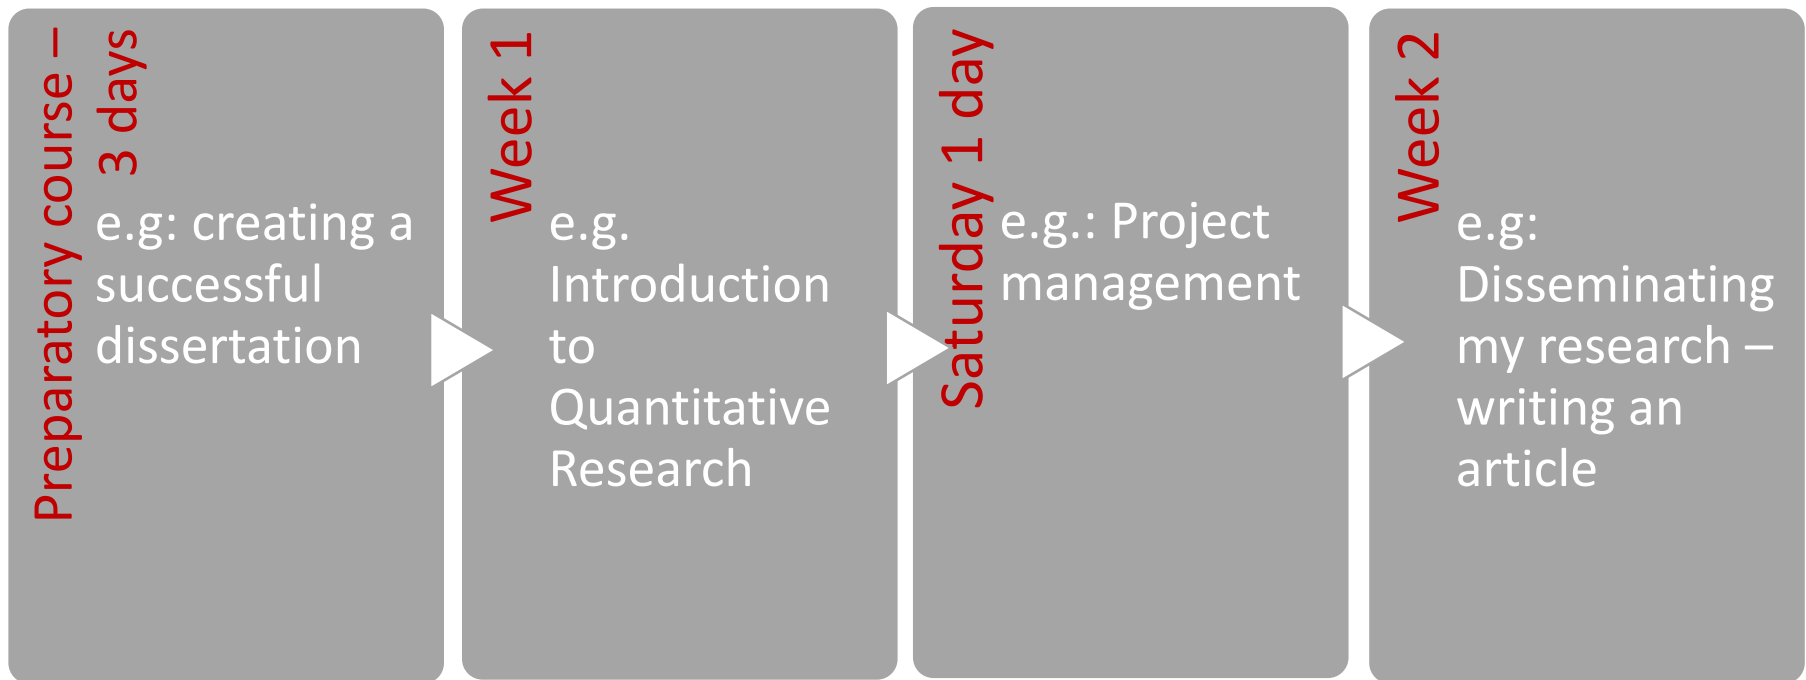 Preparatory course –
3 days
e.g: creating a
successful
dissertation
Week 1
e.g.
Introduction
to
Quantitative
Research
Saturday 1 day
e.g.: Project
management
Week 2
e.g:
Disseminating
my research –
writing an
article